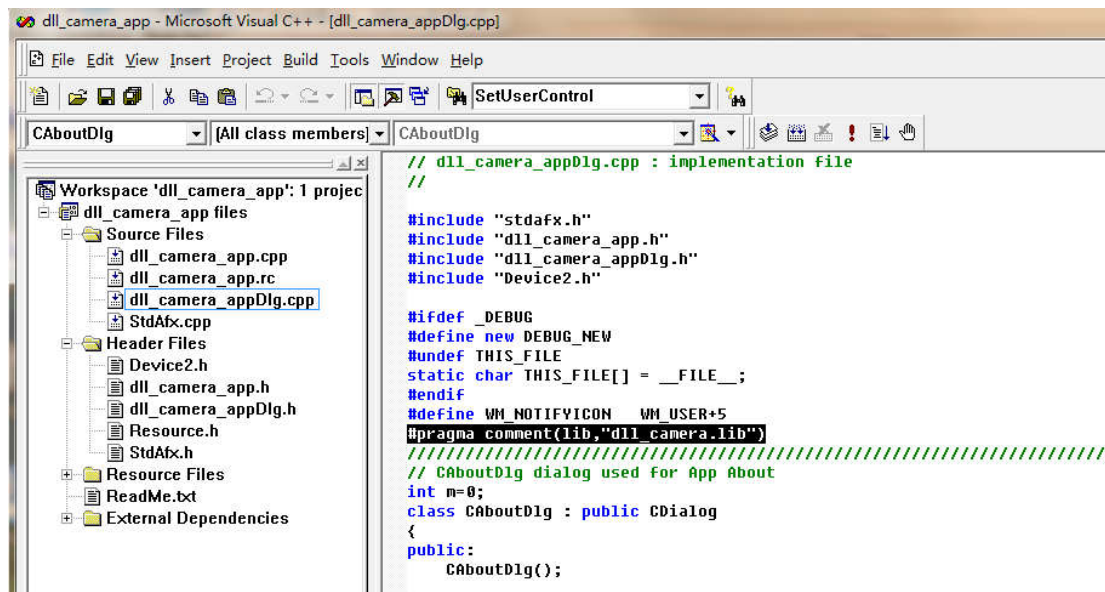 dll_camera_app - Microsoft Visual C++ - [dll_camera_appDlg.cpp]
File Edit View Insert Project Build Tools Window Help
SetUserControl
CAboutDlg [All class members] CAboutDlg
Workspace 'dll_camera_app': 1 projec
dll_camera_app files
Source Files
dll_camera_app.cpp
dll_camera_app.rc
dll_camera_appDlg.cpp
StdAfx.cpp
Header Files
Device2.h
dll_camera_app.h
dll_camera_appDlg.h
Resource.h
StdAfx.h
Resource Files
ReadMe.txt
External Dependencies
// dll_camera_appDlg.cpp : implementation file
//
#include "stdafx.h"
#include "dll_camera_app.h"
#include "dll_camera_appDlg.h"
#include "Device2.h"
#ifdef _DEBUG
#define new DEBUG_NEW
#undef THIS_FILE
static char THIS_FILE[] = __FILE__;
#endif
#define WM_NOTIFYICON   WM_USER+5
#pragma comment(lib,"dll_camera.lib")
/////////////////////////////////////////////////////////////////////////
// CAboutDlg dialog used for App About
int m=0;
class CAboutDlg : public CDialog
{
public:
    CAboutDlg();